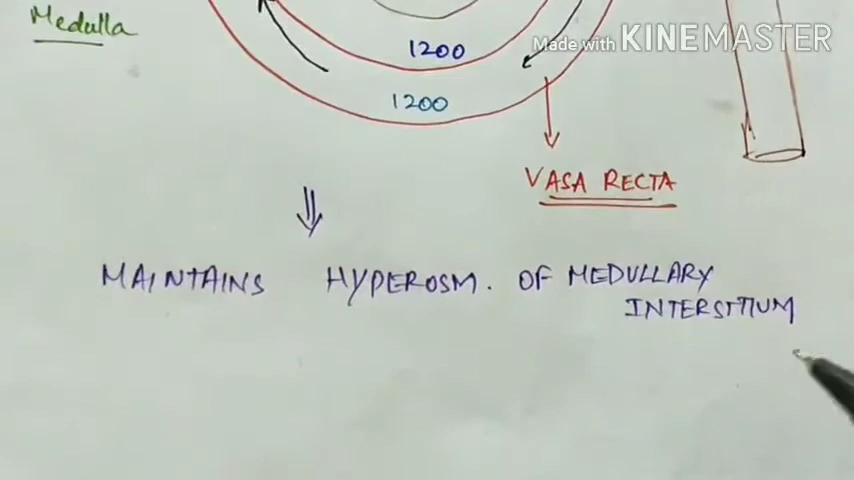 Medulla
1200
Made with KINEMASTER
1200
VASA RECTA
MAINTAINS HYPEROSM. OF MEDULLARY
INTERSTITIUM